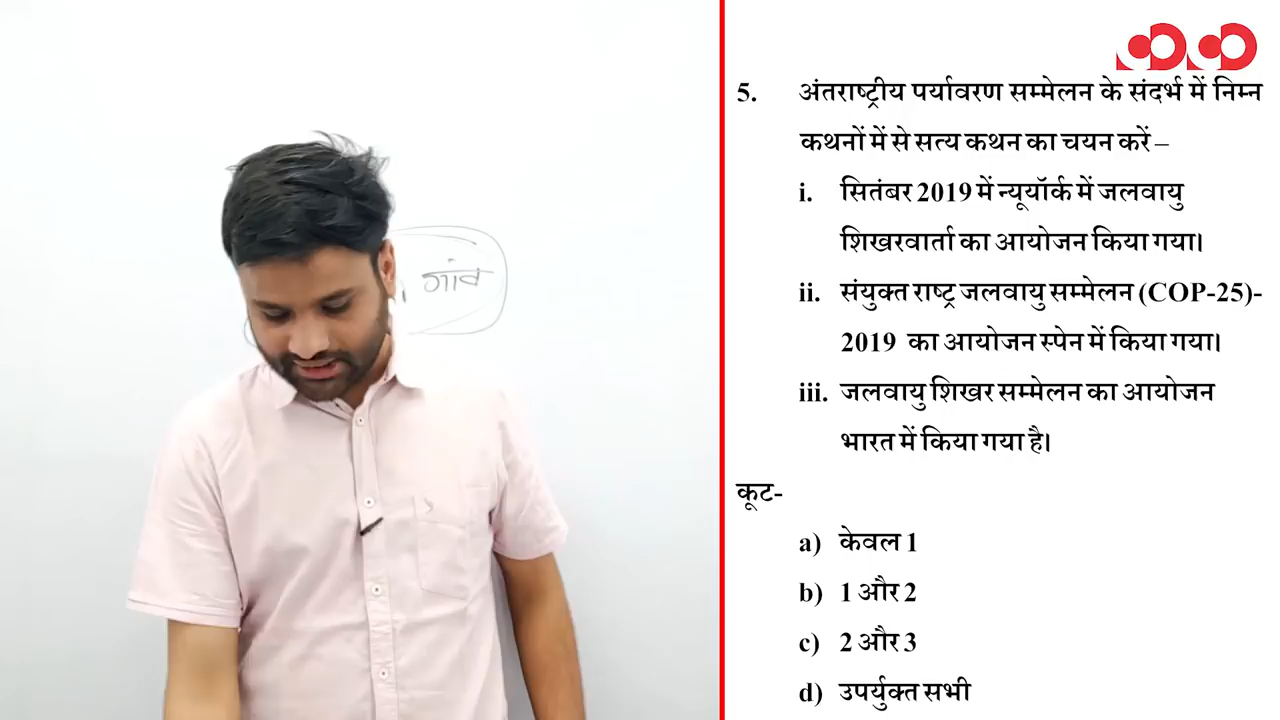 गांव
5. अंतराष्ट्रीय पर्यावरण सम्मेलन के संदर्भ में निम्न
कथनों में से सत्य कथन का चयन करें –
i. सितंबर 2019 में न्यूयॉर्क में जलवायु
शिखरवार्ता का आयोजन किया गया।
ii. संयुक्त राष्ट्र जलवायु सम्मेलन (COP-25)-
2019 का आयोजन स्पेन में किया गया।
iii. जलवायु शिखर सम्मेलन का आयोजन
भारत में किया गया है।
कूट-
a) केवल 1
b) 1 और 2
c) 2 और 3
d) उपर्युक्त सभी